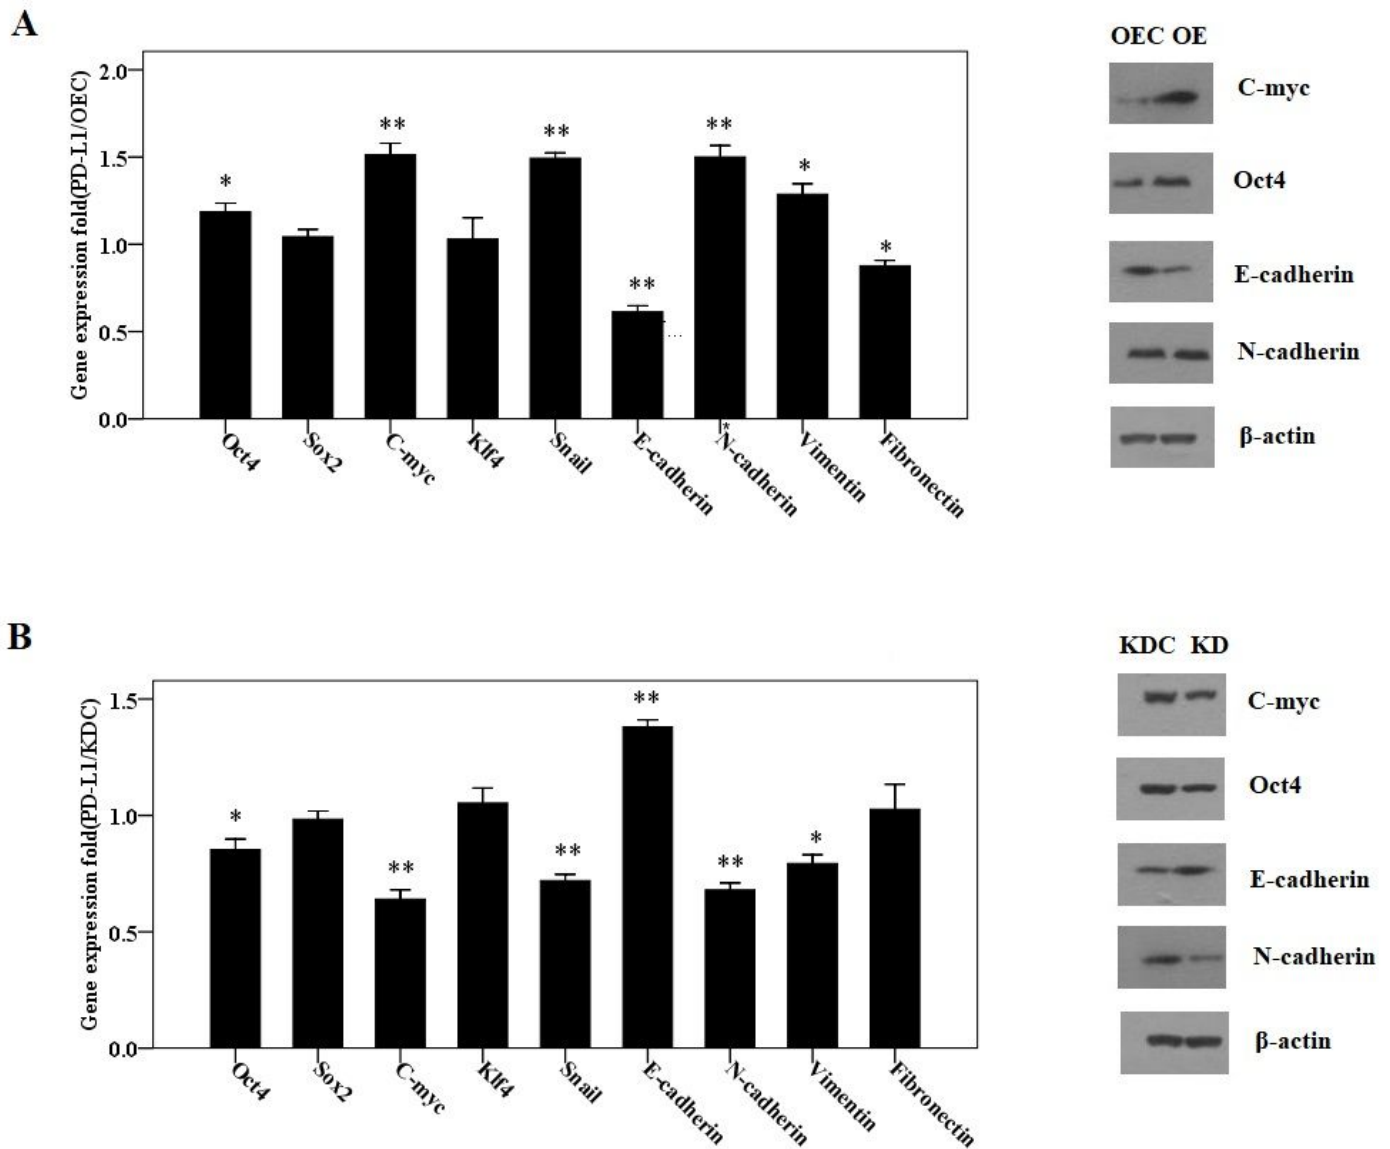 A
Gene expression fold(PD-L1/OEC)
2.0
1.5
1.0
0.5
0.0
*
**
**
**
**
*
*
*
Oct4
Sox2
C-myc
Klf4
Snail
E-cadherin
N-cadherin
Vimentin
Fibronectin
OEC OE
C-myc
Oct4
E-cadherin
N-cadherin
β-actin
B
Gene expression fold(PD-L1/KDC)
1.5
1.0
0.5
0.0
*
**
**
**
**
*
Oct4
Sox2
C-myc
Klf4
Snail
E-cadherin
N-cadherin
Vimentin
Fibronectin
KDC KD
C-myc
Oct4
E-cadherin
N-cadherin
β-actin